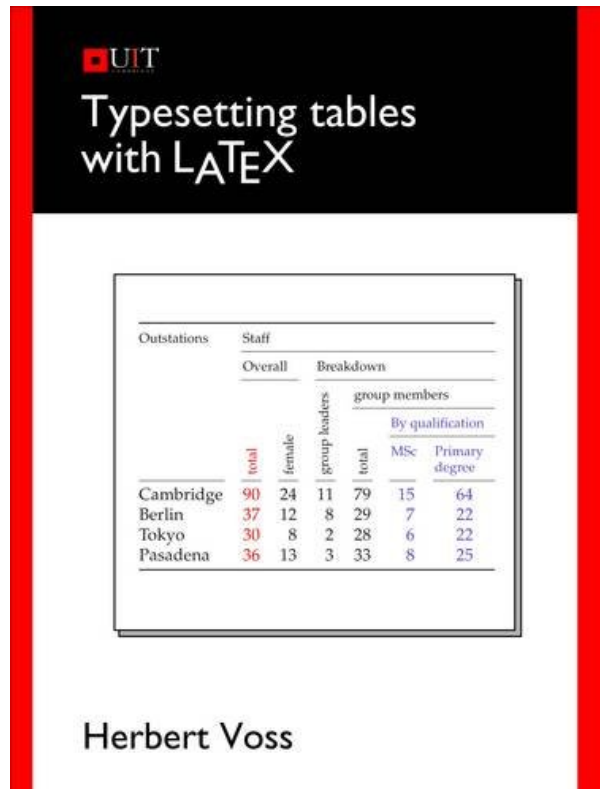 UIT
CAMBRIDGE
Typesetting tables
with LATEX
Outstations Staff
Overall Breakdown
group members
By qualification
total female group leaders total MSc Primary
degree
Cambridge 90 24 11 79 15 64
Berlin 37 12 8 29 7 22
Tokyo 30 8 2 28 6 22
Pasadena 36 13 3 33 8 25
Herbert Voss